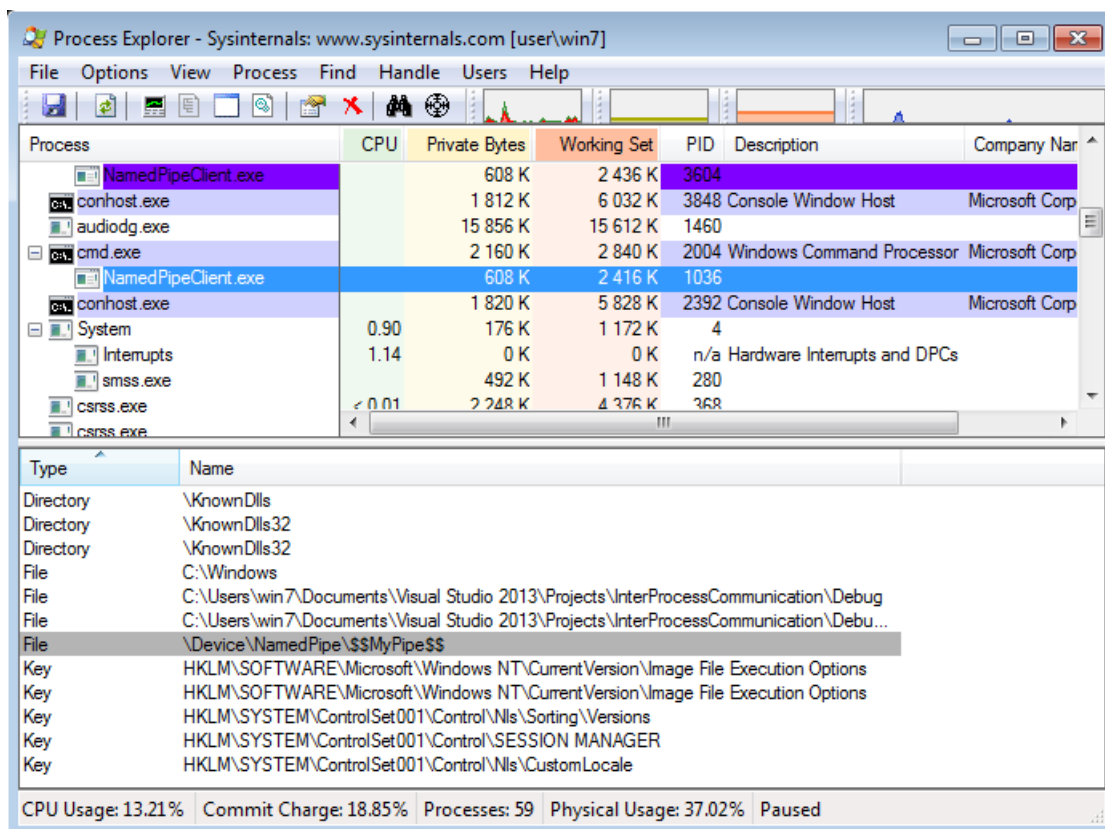 Process Explorer - Sysinternals: www.sysinternals.com [user\win7]
File Options View Process Find Handle Users Help
Process CPU Private Bytes Working Set PID Description Company Nar
NamedPipeClient.exe 608 K 2 436 K 3604
conhost.exe 1 812 K 6 032 K 3848 Console Window Host Microsoft Corp
audiodg.exe 15 856 K 15 612 K 1460
cmd.exe 2 160 K 2 840 K 2004 Windows Command Processor Microsoft Corp
NamedPipeClient.exe 608 K 2 416 K 1036
conhost.exe 1 820 K 5 828 K 2392 Console Window Host Microsoft Corp
System 0.90 176 K 1 172 K 4
Interrupts 1.14 0 K 0 K n/a Hardware Interrupts and DPCs
smss.exe 492 K 1 148 K 280
csrss.exe < 0.01 2 248 K 4 376 K 368
csrss.exe
Type Name
Directory \KnownDlls
Directory \KnownDlls32
Directory \KnownDlls32
File C:\Windows
File C:\Users\win7\Documents\Visual Studio 2013\Projects\InterProcessCommunication\Debug
File C:\Users\win7\Documents\Visual Studio 2013\Projects\InterProcessCommunication\Debu...
File \Device\NamedPipe\$$MyPipe$$
Key HKLM\SOFTWARE\Microsoft\Windows NT\CurrentVersion\Image File Execution Options
Key HKLM\SOFTWARE\Microsoft\Windows NT\CurrentVersion\Image File Execution Options
Key HKLM\SYSTEM\ControlSet001\Control\Nls\Sorting\Versions
Key HKLM\SYSTEM\ControlSet001\Control\SESSION MANAGER
Key HKLM\SYSTEM\ControlSet001\Control\Nls\CustomLocale
CPU Usage: 13.21% Commit Charge: 18.85% Processes: 59 Physical Usage: 37.02% Paused